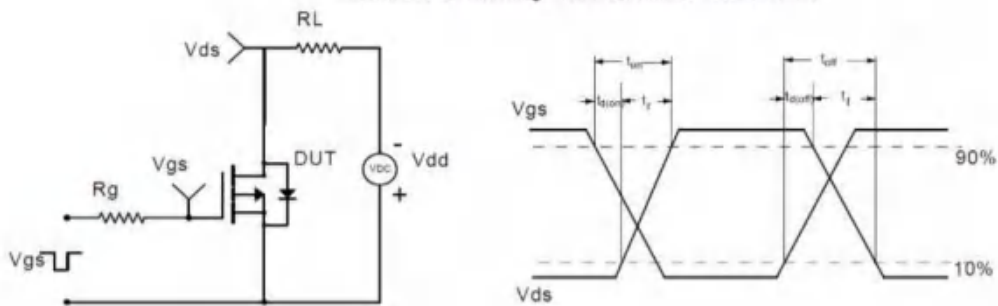 RL
Vds
DUT
Vgs
VDC
-
Vdd
+
Rg
Vgs
ton
toff
td(on)
tr
td(off)
tf
Vgs
90%
10%
Vds